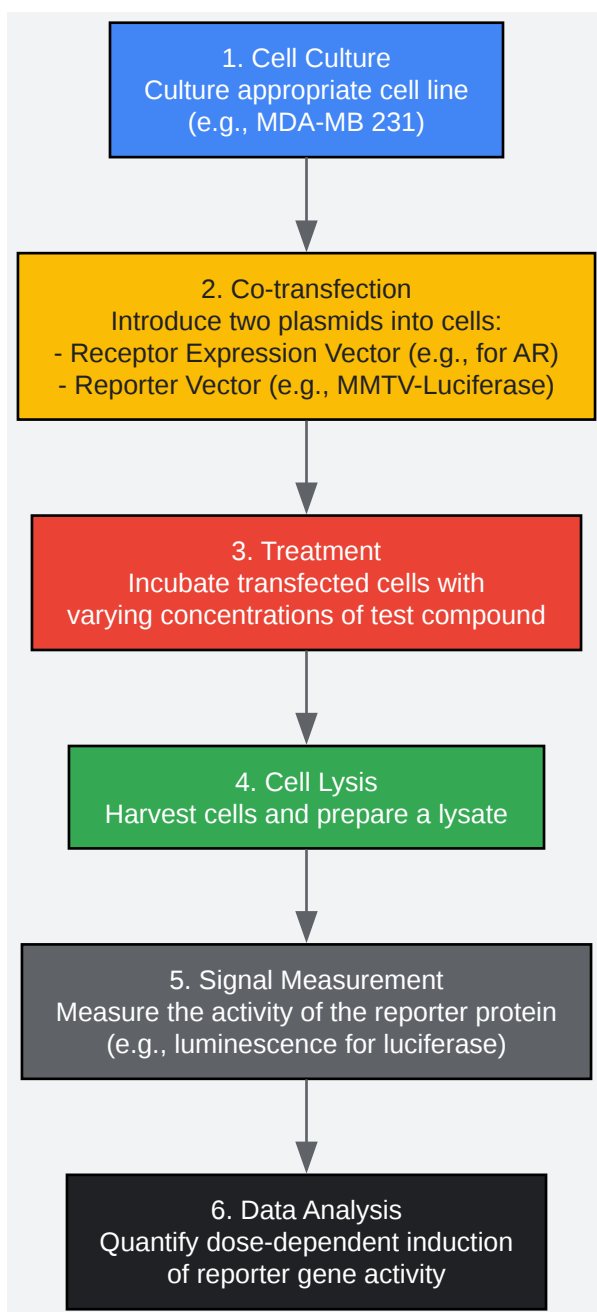 1. Cell Culture
Culture appropriate cell line
(e.g., MDA-MB 231)
2. Co-transfection
Introduce two plasmids into cells:
- Receptor Expression Vector (e.g., for AR)
- Reporter Vector (e.g., MMTV-Luciferase)
3. Treatment
Incubate transfected cells with
varying concentrations of test compound
4. Cell Lysis
Harvest cells and prepare a lysate
5. Signal Measurement
Measure the activity of the reporter protein
(e.g., luminescence for luciferase)
6. Data Analysis
Quantify dose-dependent induction
of reporter gene activity